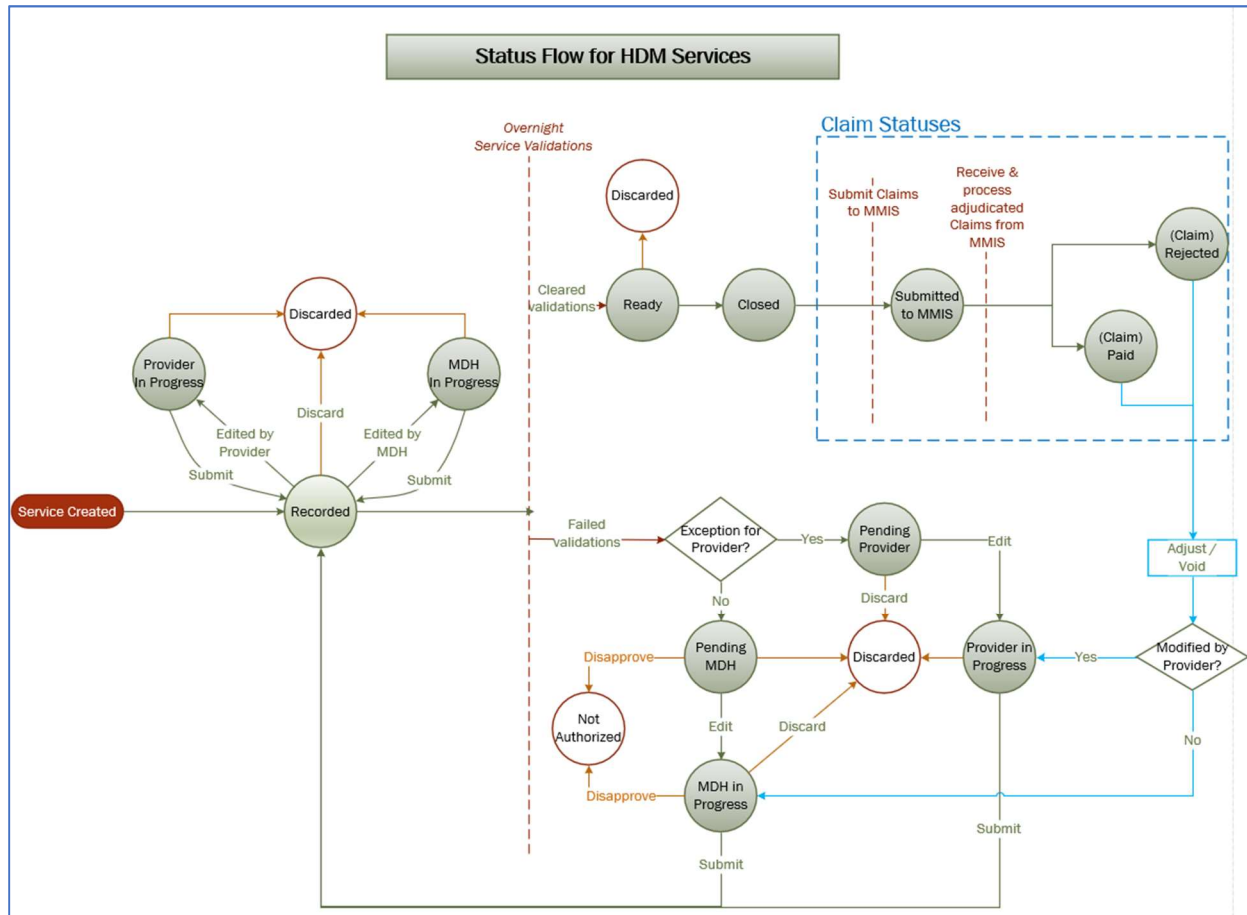 Status Flow for HDM Services
Overnight
Service Validations
Claim Statuses
Discarded
Submit Claims
to MMIS
Receive &
process
adjudicated
Claims from
MMIS
(Claim)
Rejected
Cleared
validations
Ready
Closed
Submitted
to MMIS
(Claim)
Paid
Discarded
Provider
In Progress
MDH
In Progress
Discard
Edited by
Provider
Edited by
MDH
Submit
Submit
Service Created
Recorded
Failed
validations
Exception for
Provider?
Yes
Pending
Provider
Edit
Adjust /
Void
No
Discard
Disapprove
Pending
MDH
Discarded
Provider in
Progress
Yes
Modified by
Provider?
Not
Authorized
Edit
Discard
No
Disapprove
MDH in
Progress
Submit
Submit